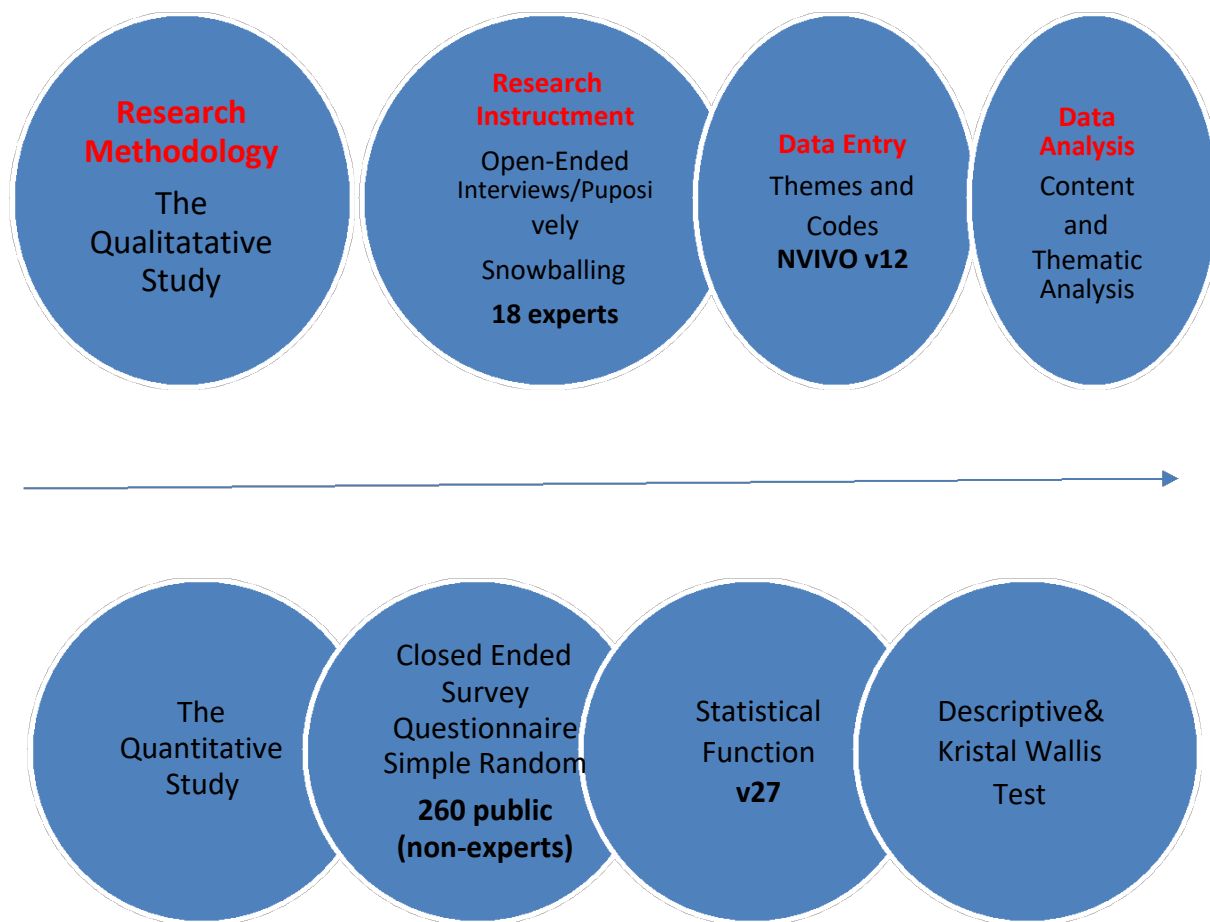 Research
Methodology
The
Qualitatative
Study
Research
Instructment
Open-Ended
Interviews/Puposi
vely
Snowballing
18 experts
Data Entry
Themes and
Codes
NVIVO v12
Data
Analysis
Content
and
Thematic
Analysis
The
Quantitative
Study
Closed Ended
Survey
Questionnaire
Simple Random
260 public
(non-experts)
Statistical
Function
v27
Descriptive&
Kristal Wallis
Test